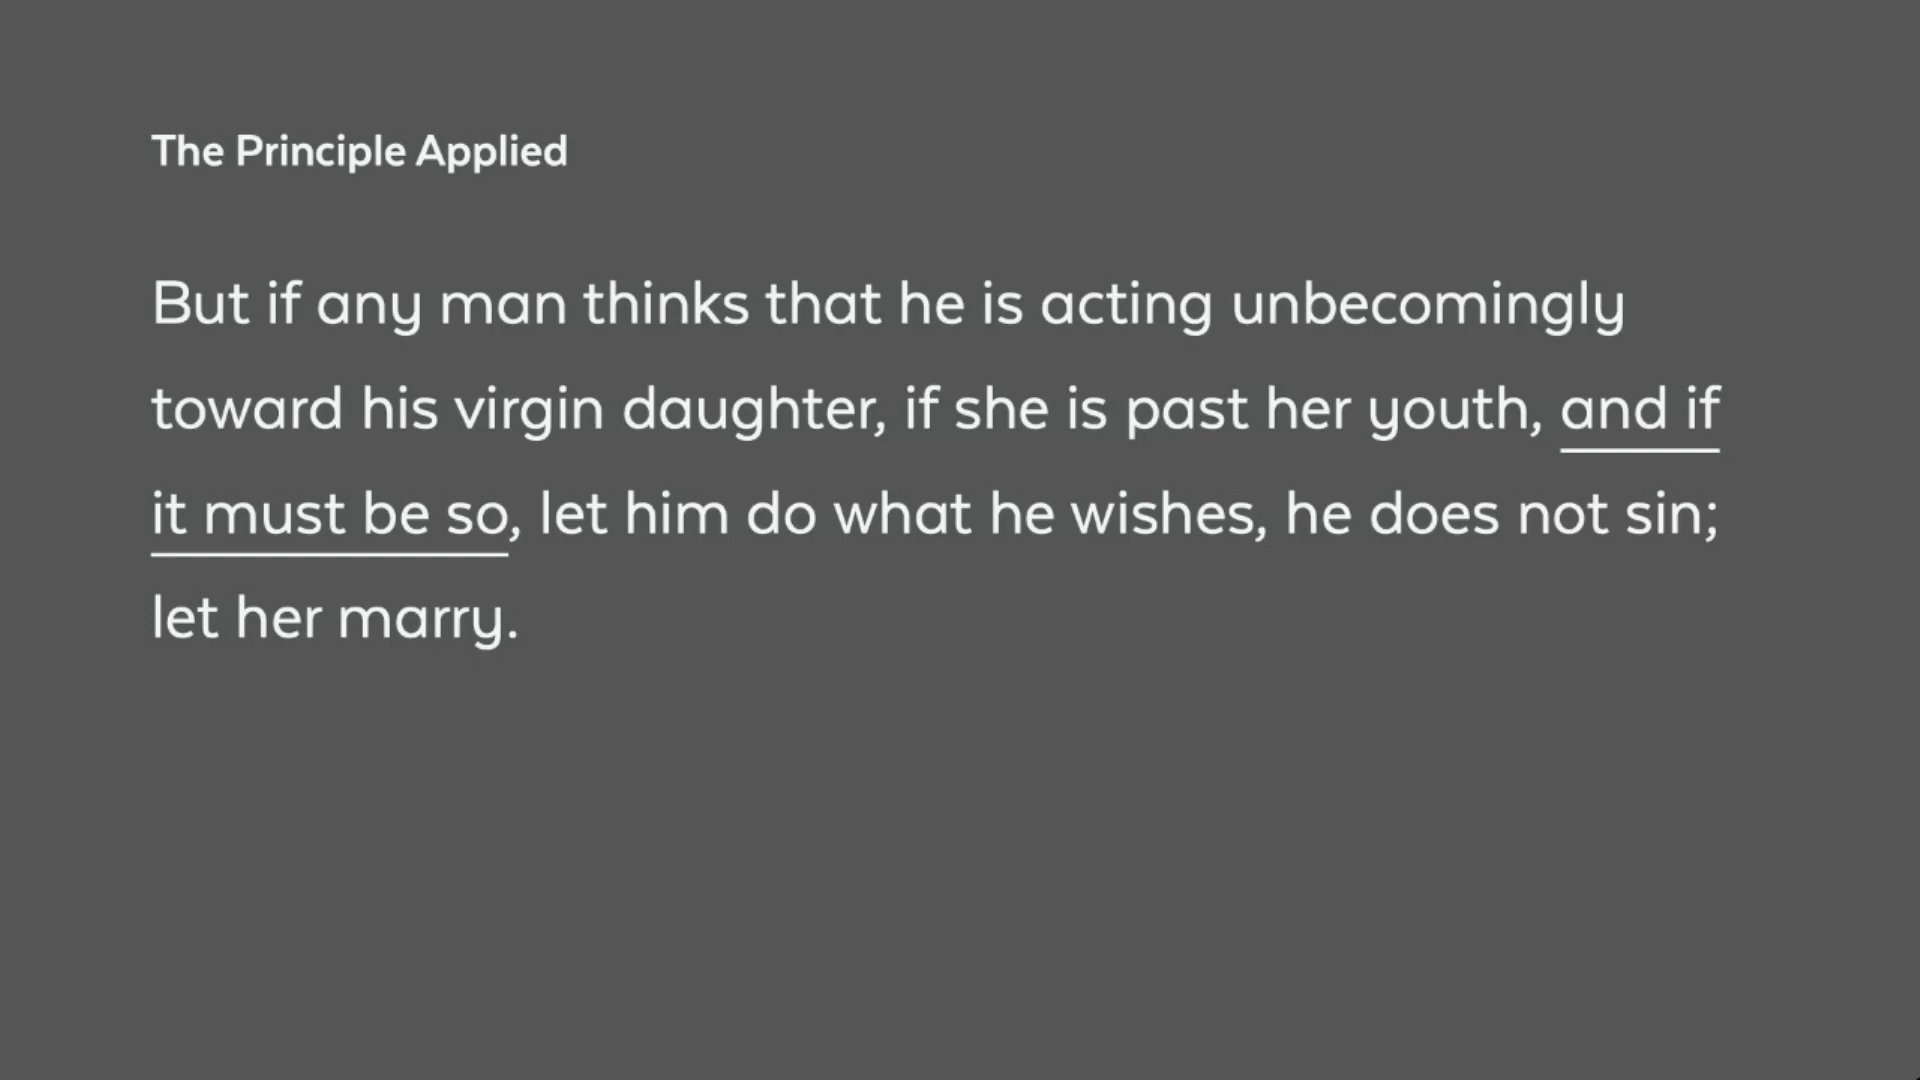 The Principle Applied
But if any man thinks that he is acting unbecomingly
toward his virgin daughter, if she is past her youth, and if
it must be so, let him do what he wishes, he does not sin;
let her marry.